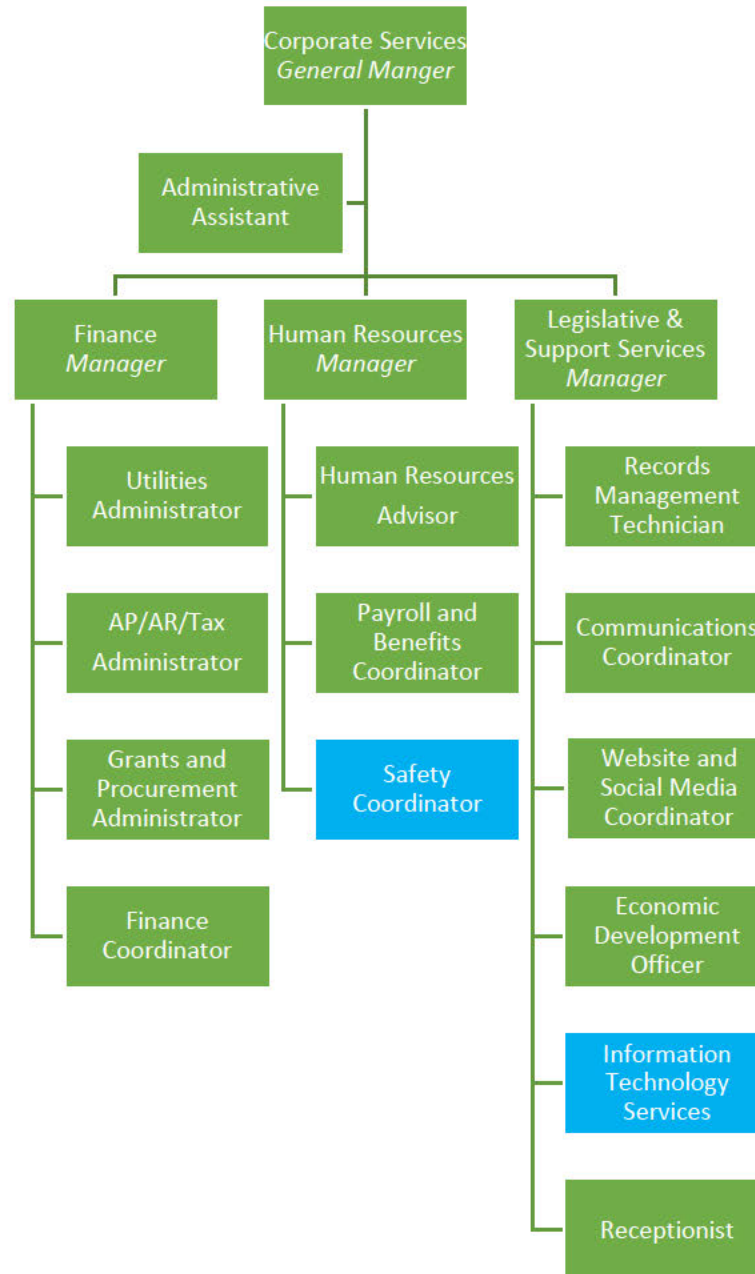 Corporate Services
General Manger
Administrative
Assistant
Finance
Manager
Human Resources
Manager
Legislative &
Support Services
Manager
Utilities
Administrator
AP/AR/Tax
Administrator
Grants and
Procurement
Administrator
Finance
Coordinator
Human Resources
Advisor
Payroll and
Benefits
Coordinator
Safety
Coordinator
Records
Management
Technician
Communications
Coordinator
Website and
Social Media
Coordinator
Economic
Development
Officer
Information
Technology
Services
Receptionist